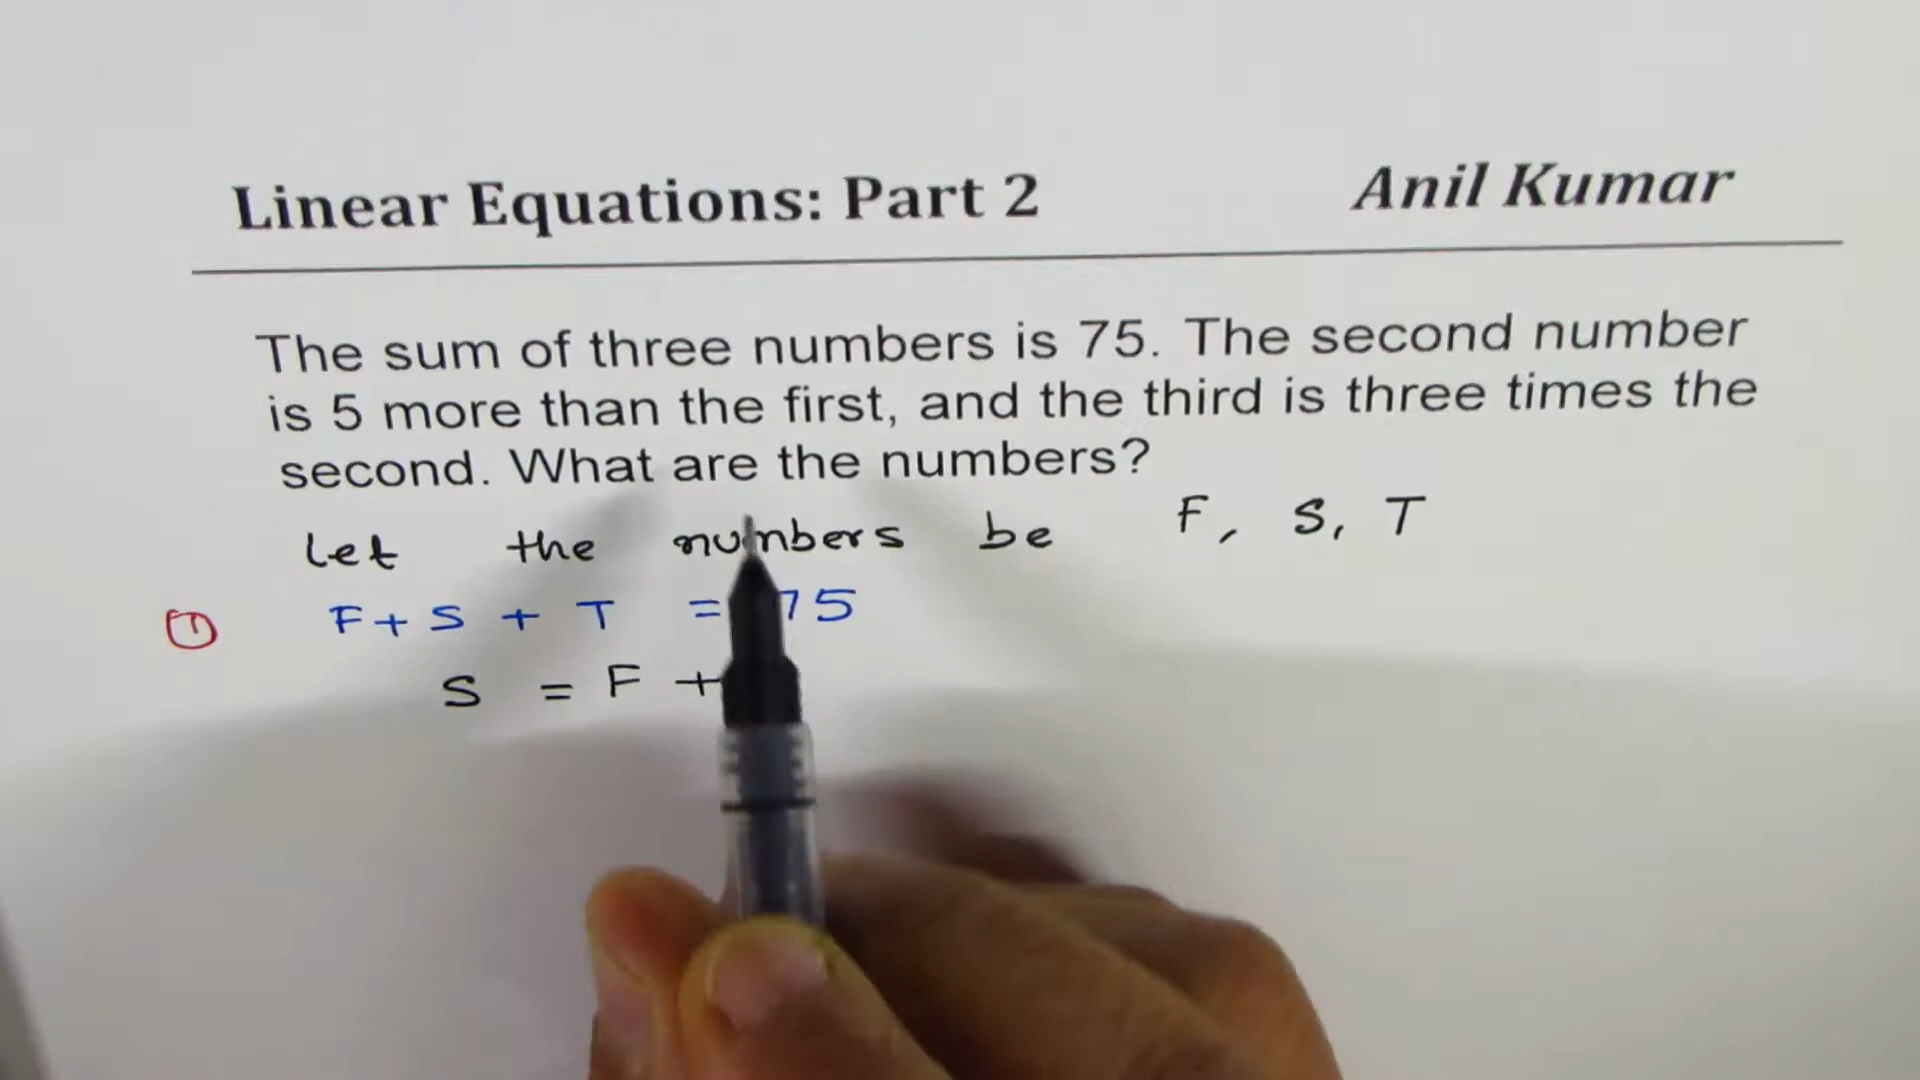 Linear Equations: Part 2 Anil Kumar
The sum of three numbers is 75. The second number
is 5 more than the first, and the third is three times the
second. What are the numbers?
Let the numbers be F, S, T
① F + S + T = 75
S = F +